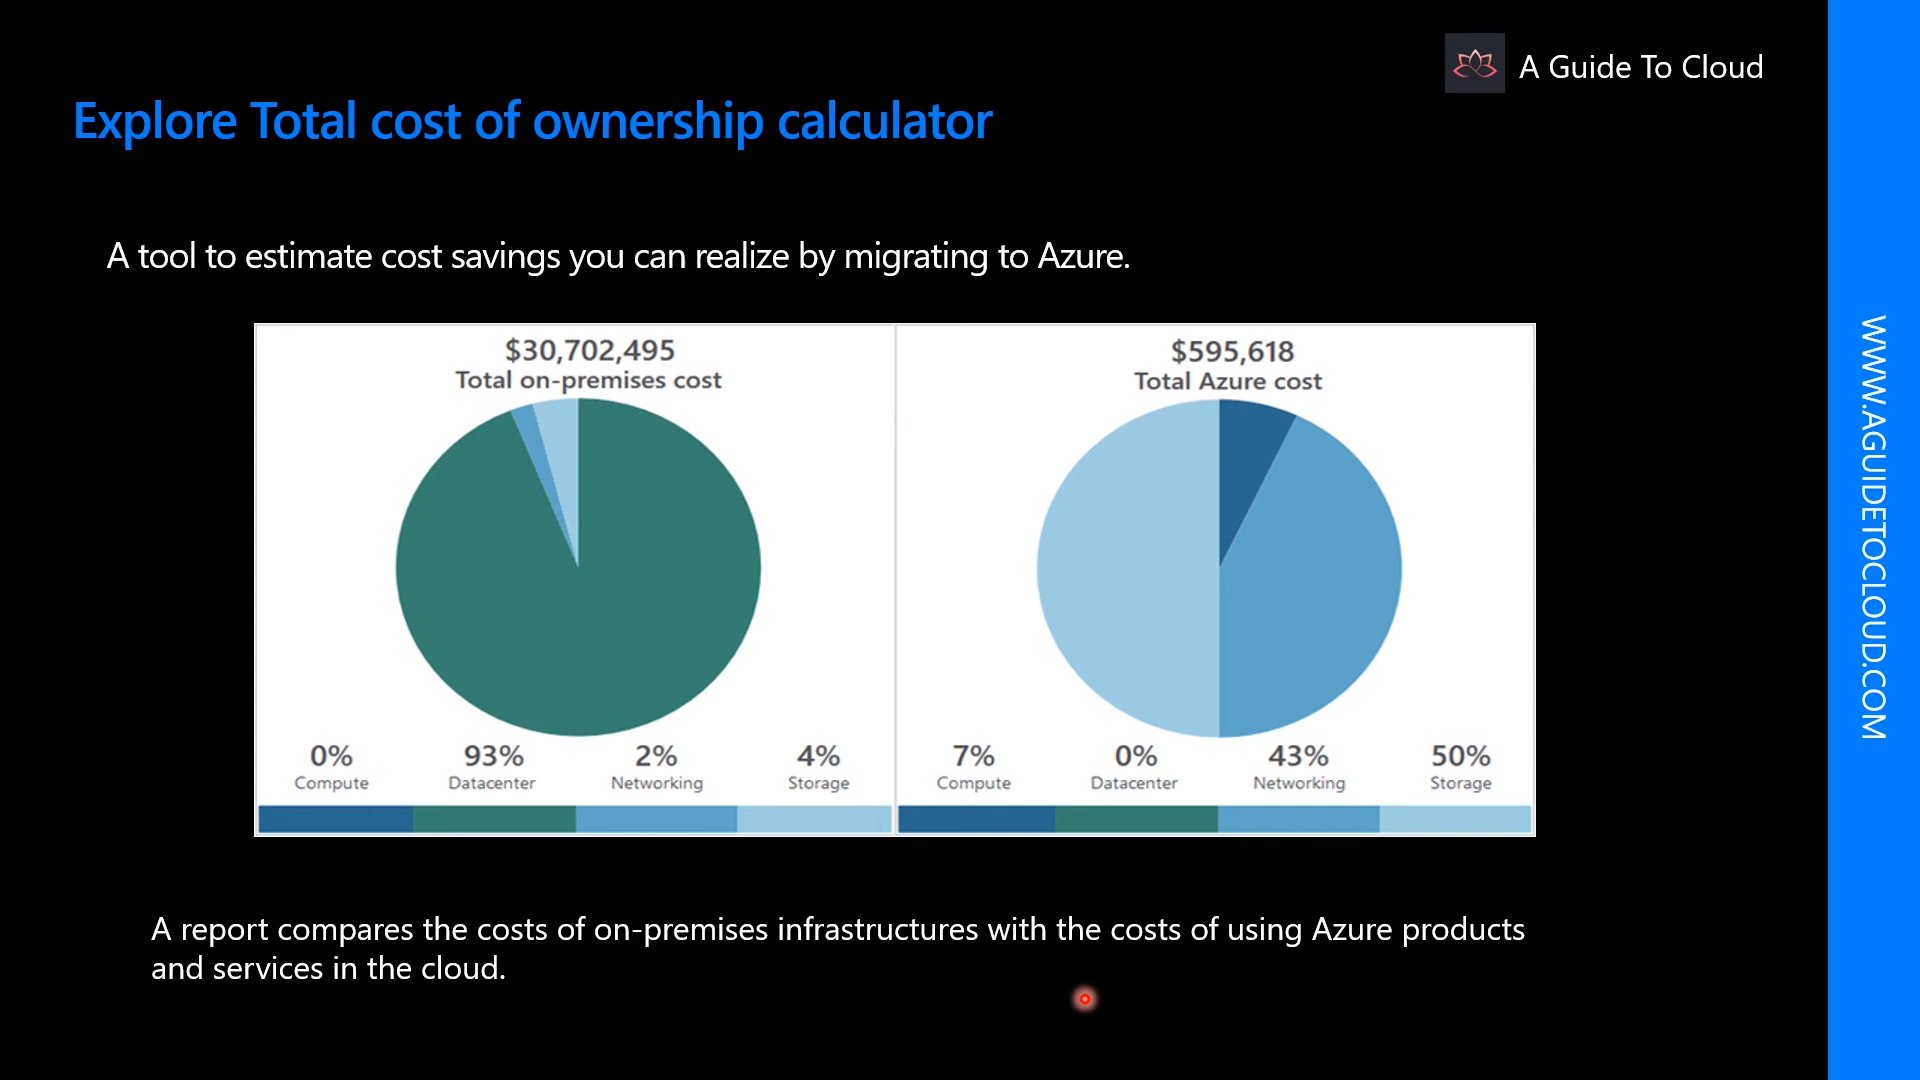 A Guide To Cloud
Explore Total cost of ownership calculator
A tool to estimate cost savings you can realize by migrating to Azure.
$30,702,495
Total on-premises cost
0% 93% 2% 4%
Compute Datacenter Networking Storage
$595,618
Total Azure cost
7% 0% 43% 50%
Compute Datacenter Networking Storage
A report compares the costs of on-premises infrastructures with the costs of using Azure products
and services in the cloud.
WWW.AGUIDETOCLOUD.COM